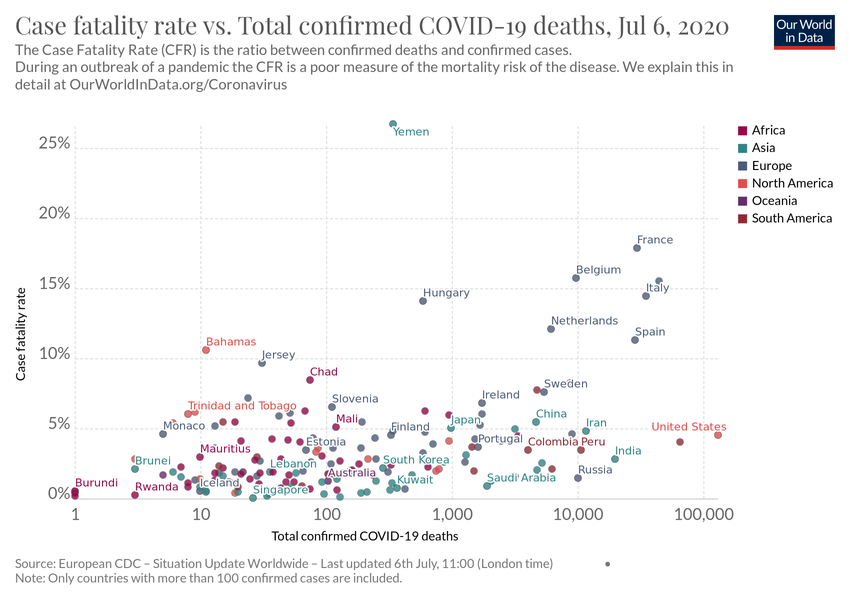 Case fatality rate vs. Total confirmed COVID-19 deaths, Jul 6, 2020
Our World
in Data
The Case Fatality Rate (CFR) is the ratio between confirmed deaths and confirmed cases.
During an outbreak of a pandemic the CFR is a poor measure of the mortality risk of the disease. We explain this in
detail at OurWorldInData.org/Coronavirus
Yemen
Africa
Asia
Europe
North America
Oceania
South America
25%
20%
15%
10%
5%
0%
Case fatality rate
France
Belgium
Italy
Hungary
Netherlands
Spain
Bahamas
Jersey
Chad
Sweden
Ireland
Slovenia
Trinidad and Tobago
China
Mali
Japan
Monaco
Finland
Iran
United States
Estonia
Portugal
Colombia
Peru
Mauritius
India
Brunei
Lebanon
South Korea
Australia
Russia
Kuwait
Saudi Arabia
Burundi
Rwanda
Iceland
Singapore
1
10
100
1,000
10,000
100,000
Total confirmed COVID-19 deaths
Source: European CDC – Situation Update Worldwide – Last updated 6th July, 11:00 (London time)
Note: Only countries with more than 100 confirmed cases are included.